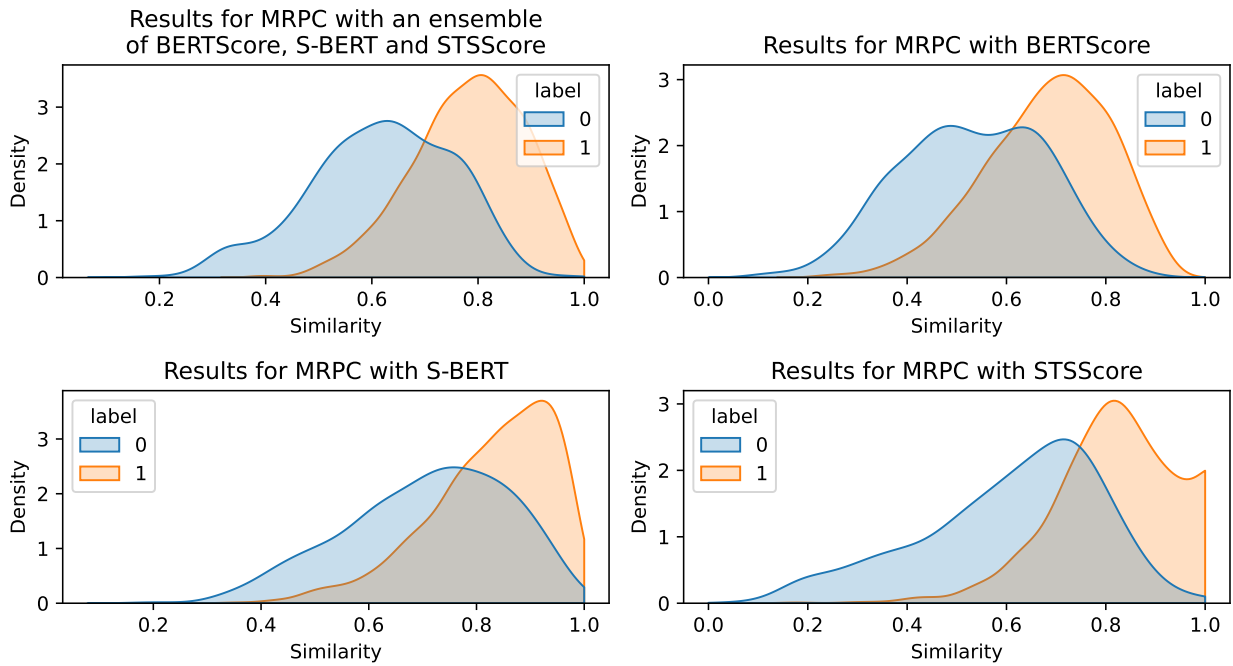 Results for MRPC with an ensemble
of BERTScore, S-BERT and STSScore
label
0
1
Density
3
2
1
0
0.2 0.4 0.6 0.8 1.0
Similarity
Results for MRPC with BERTScore
label
0
1
Density
3
2
1
0
0.0 0.2 0.4 0.6 0.8 1.0
Similarity
Results for MRPC with S-BERT
label
0
1
Density
3
2
1
0
0.2 0.4 0.6 0.8 1.0
Similarity
Results for MRPC with STSScore
label
0
1
Density
3
2
1
0
0.0 0.2 0.4 0.6 0.8 1.0
Similarity